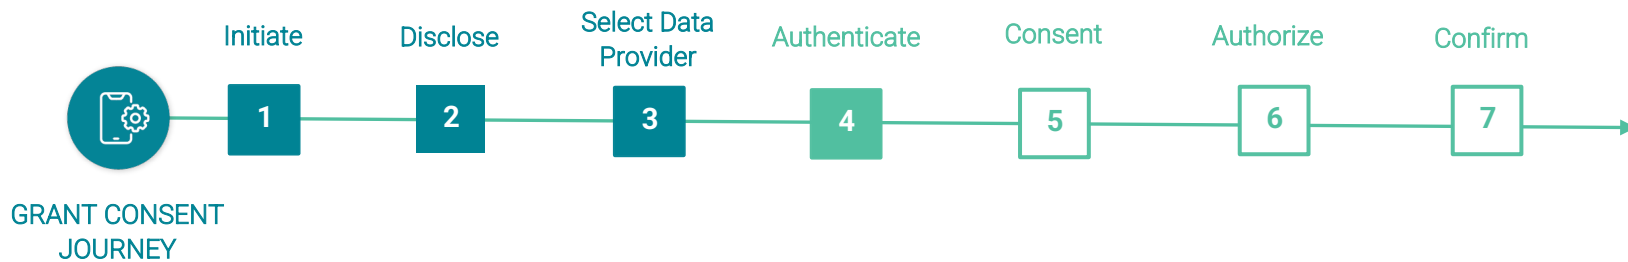 Initiate
Disclose
Select Data
Provider
Authenticate
Consent
Authorize
Confirm
1
2
3
4
5
6
7
GRANT CONSENT
JOURNEY